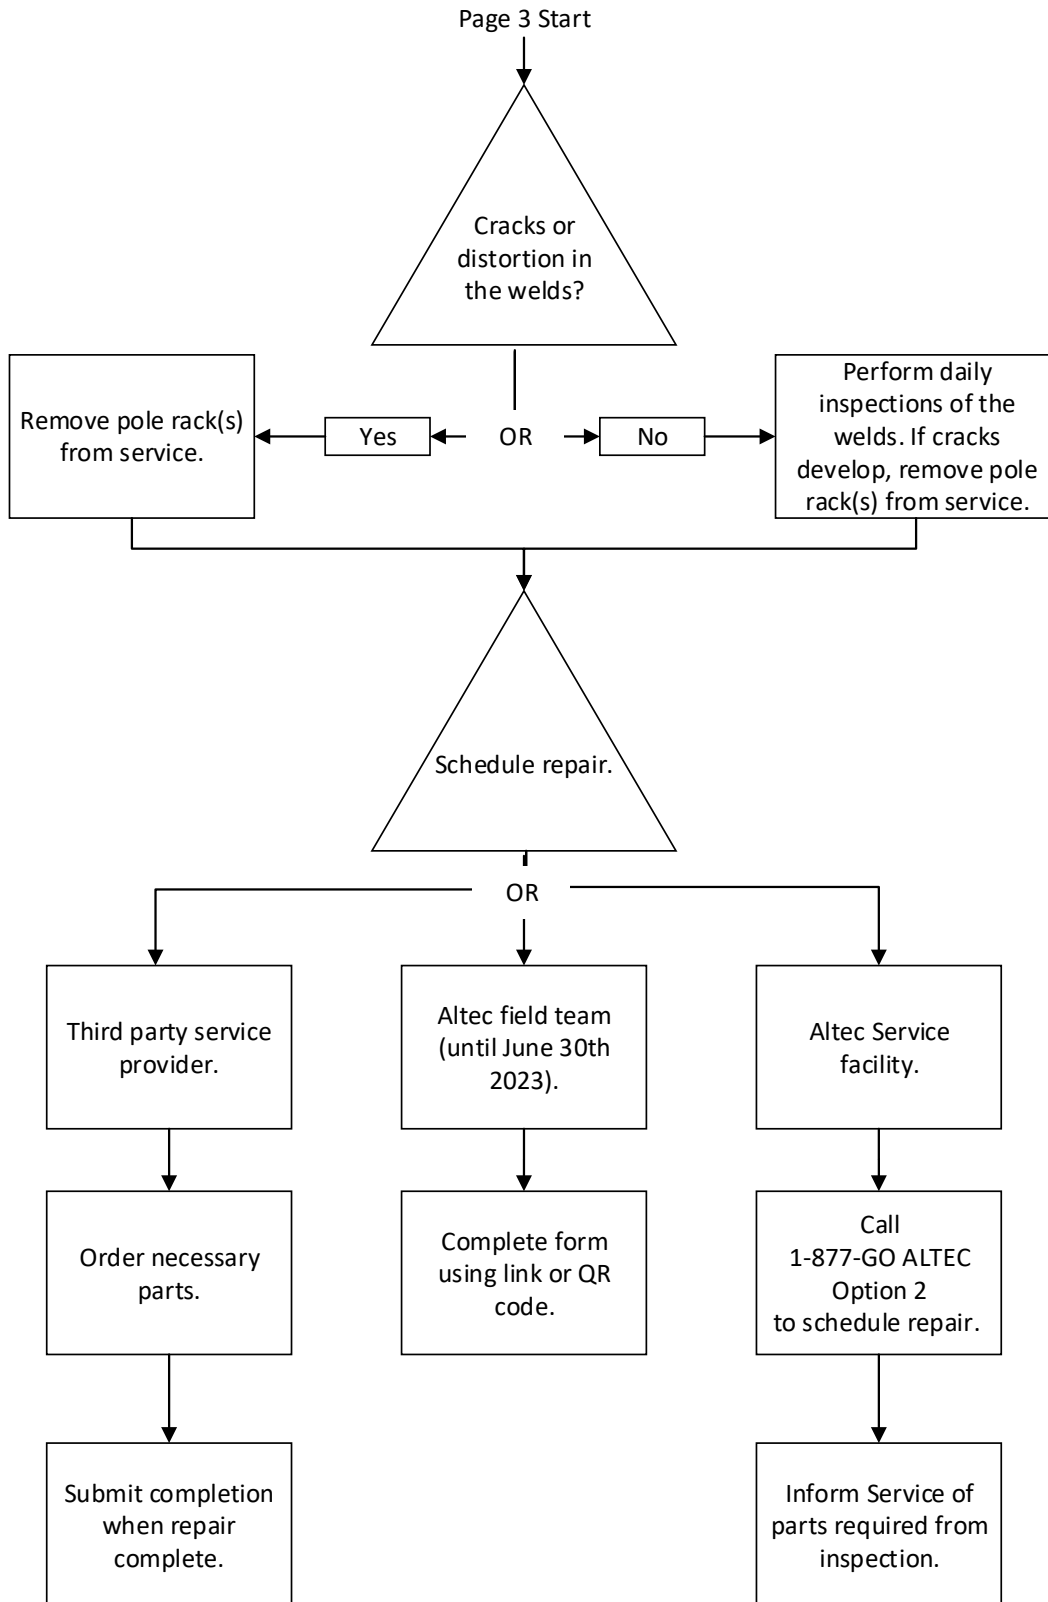 Page 3 Start
Cracks or
distortion in
the welds?
Remove pole rack(s)
from service.
Yes
OR
No
Perform daily
inspections of the
welds. If cracks
develop, remove pole
rack(s) from service.
Schedule repair.
OR
Third party service
provider.
Altec field team
(until June 30th
2023).
Altec Service
facility.
Order necessary
parts.
Complete form
using link or QR
code.
Call
1-877-GO ALTEC
Option 2
to schedule repair.
Submit completion
when repair
complete.
Inform Service of
parts required from
inspection.